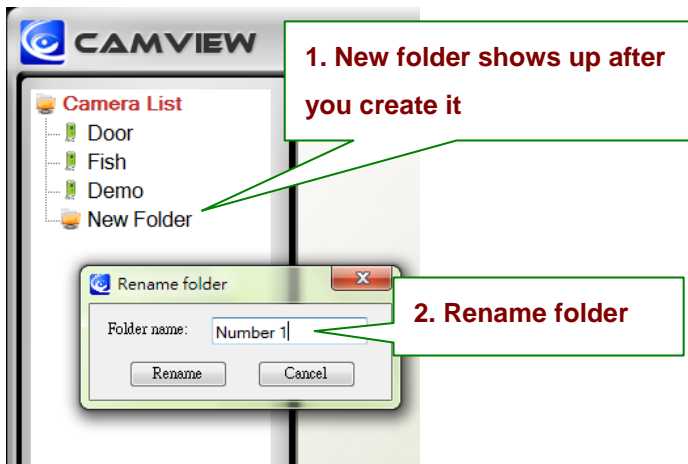 CAMVIEW
1. New folder shows up after
you create it
Camera List
Door
Fish
Demo
New Folder
Rename folder
x
Folder name: Number 1
2. Rename folder
Rename Cancel